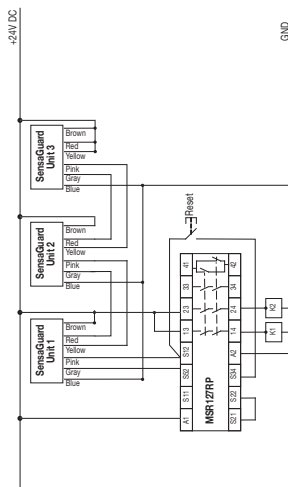 +24V DC
GND
SensaGuard
Unit 3
Brown
Red
Yellow
Pink
Gray
Blue
SensaGuard
Unit 2
Brown
Red
Yellow
Pink
Gray
Blue
SensaGuard
Unit 1
Brown
Red
Yellow
Pink
Gray
Blue
Reset
A1 S11 S52 S12 13 23 33 41
MSR127RP
S21 S22 S34 A2 14 24 34 42
K1 K2